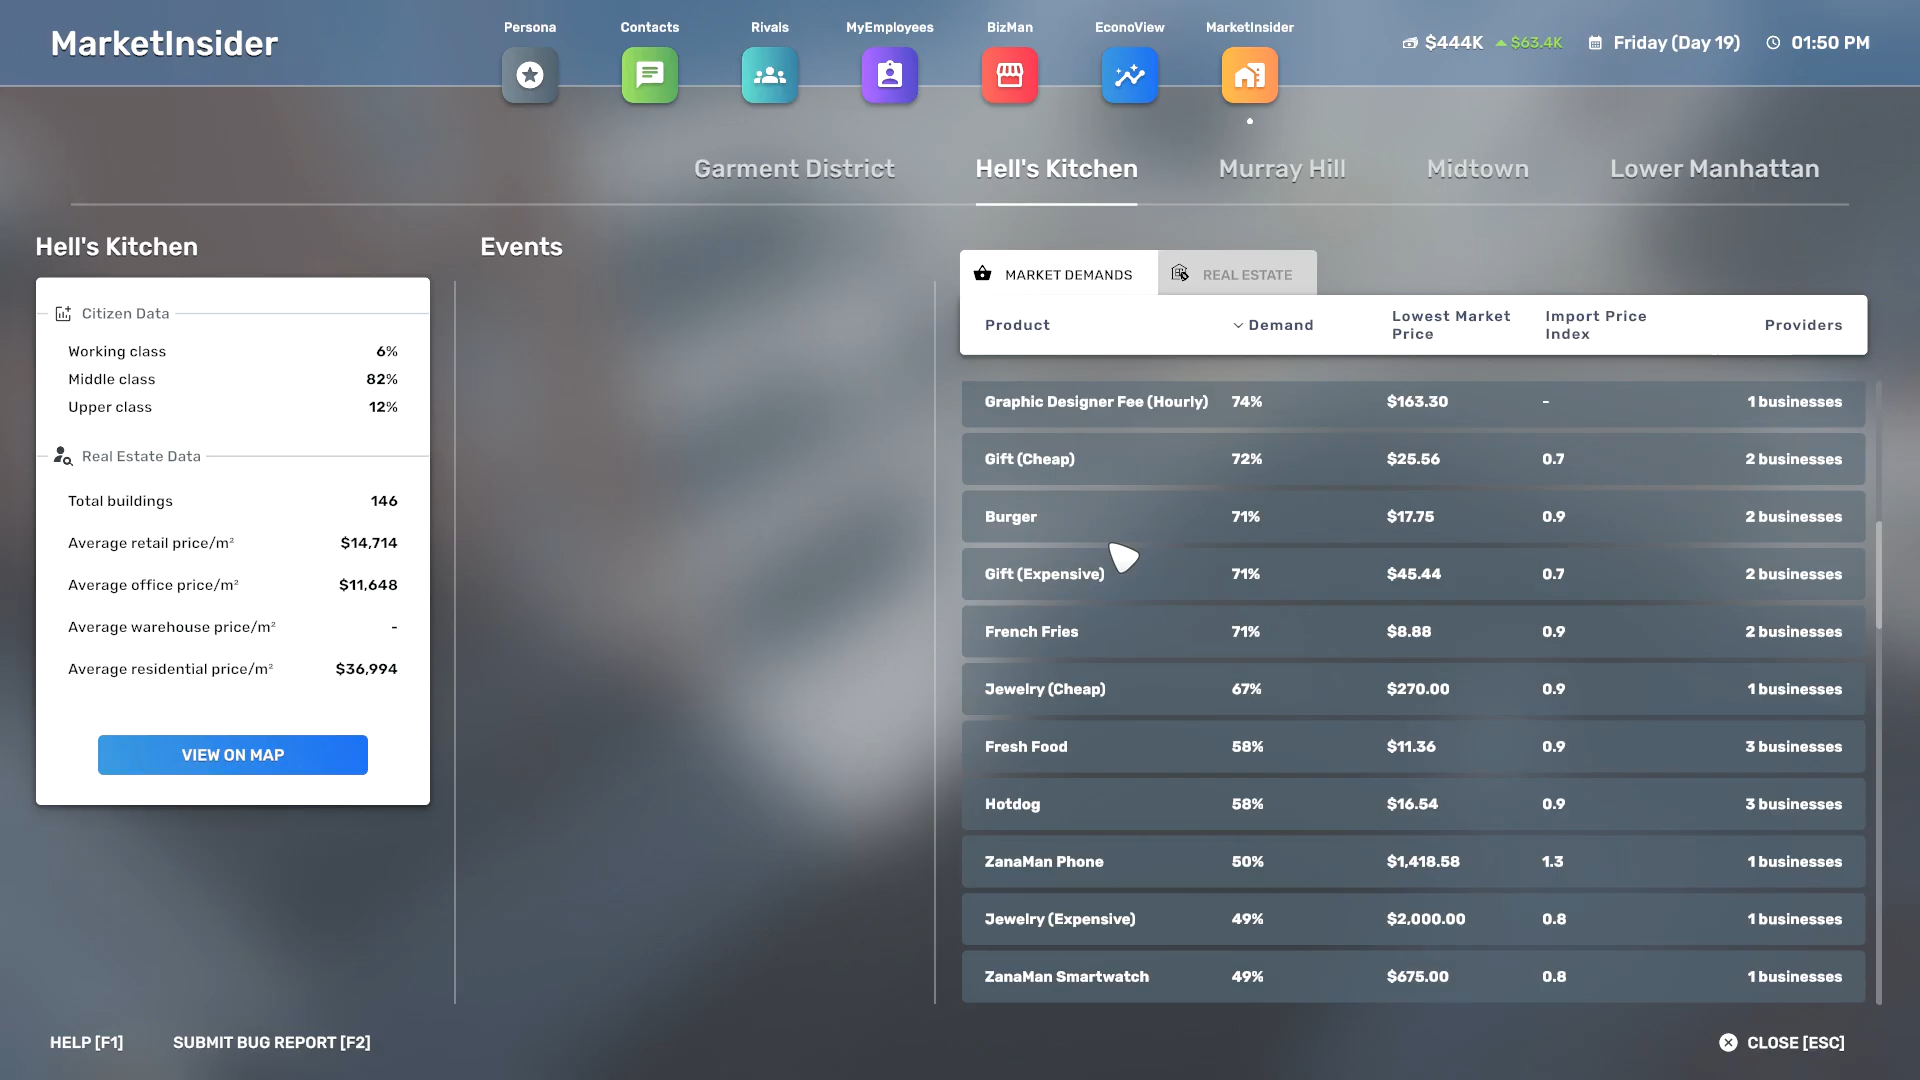 MarketInsider
Persona
Contacts
Rivals
MyEmployees
BizMan
EconoView
MarketInsider
$444K $63.4K Friday (Day 19) 01:50 PM
Garment District
Hell's Kitchen
Murray Hill
Midtown
Lower Manhattan
Hell's Kitchen
Citizen Data
Working class 6%
Middle class 82%
Upper class 12%
Real Estate Data
Total buildings 146
Average retail price/m² $14,714
Average office price/m² $11,648
Average warehouse price/m² -
Average residential price/m² $36,994
VIEW ON MAP
Events
MARKET DEMANDS
REAL ESTATE
Product Demand Lowest Market Price Import Price Index Providers
Graphic Designer Fee (Hourly) 74% $163.30 - 1 businesses
Gift (Cheap) 72% $25.56 0.7 2 businesses
Burger 71% $17.75 0.9 2 businesses
Gift (Expensive) 71% $45.44 0.7 2 businesses
French Fries 71% $8.88 0.9 2 businesses
Jewelry (Cheap) 67% $270.00 0.9 1 businesses
Fresh Food 58% $11.36 0.9 3 businesses
Hotdog 58% $16.54 0.9 3 businesses
ZanaMan Phone 50% $1,418.58 1.3 1 businesses
Jewelry (Expensive) 49% $2,000.00 0.8 1 businesses
ZanaMan Smartwatch 49% $675.00 0.8 1 businesses
HELP [F1]
SUBMIT BUG REPORT [F2]
CLOSE [ESC]